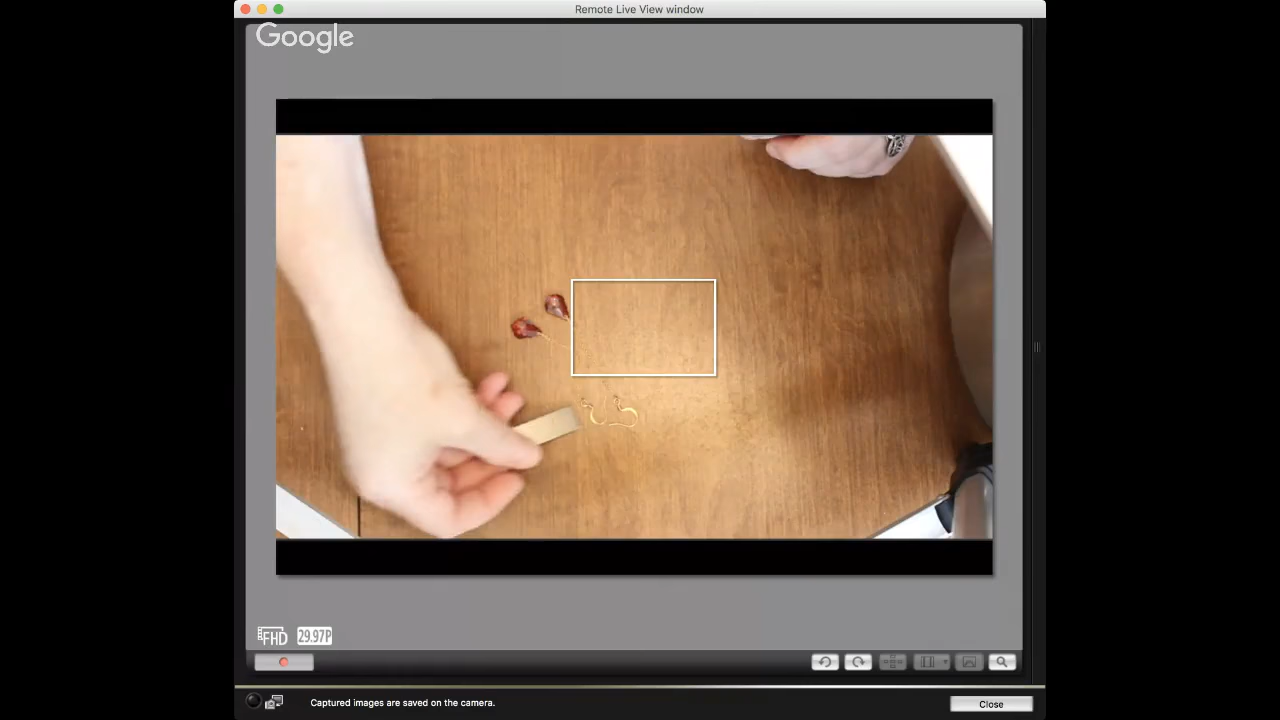 Remote Live View window
Google
FHD 29.97P
Captured images are saved on the camera.
Close